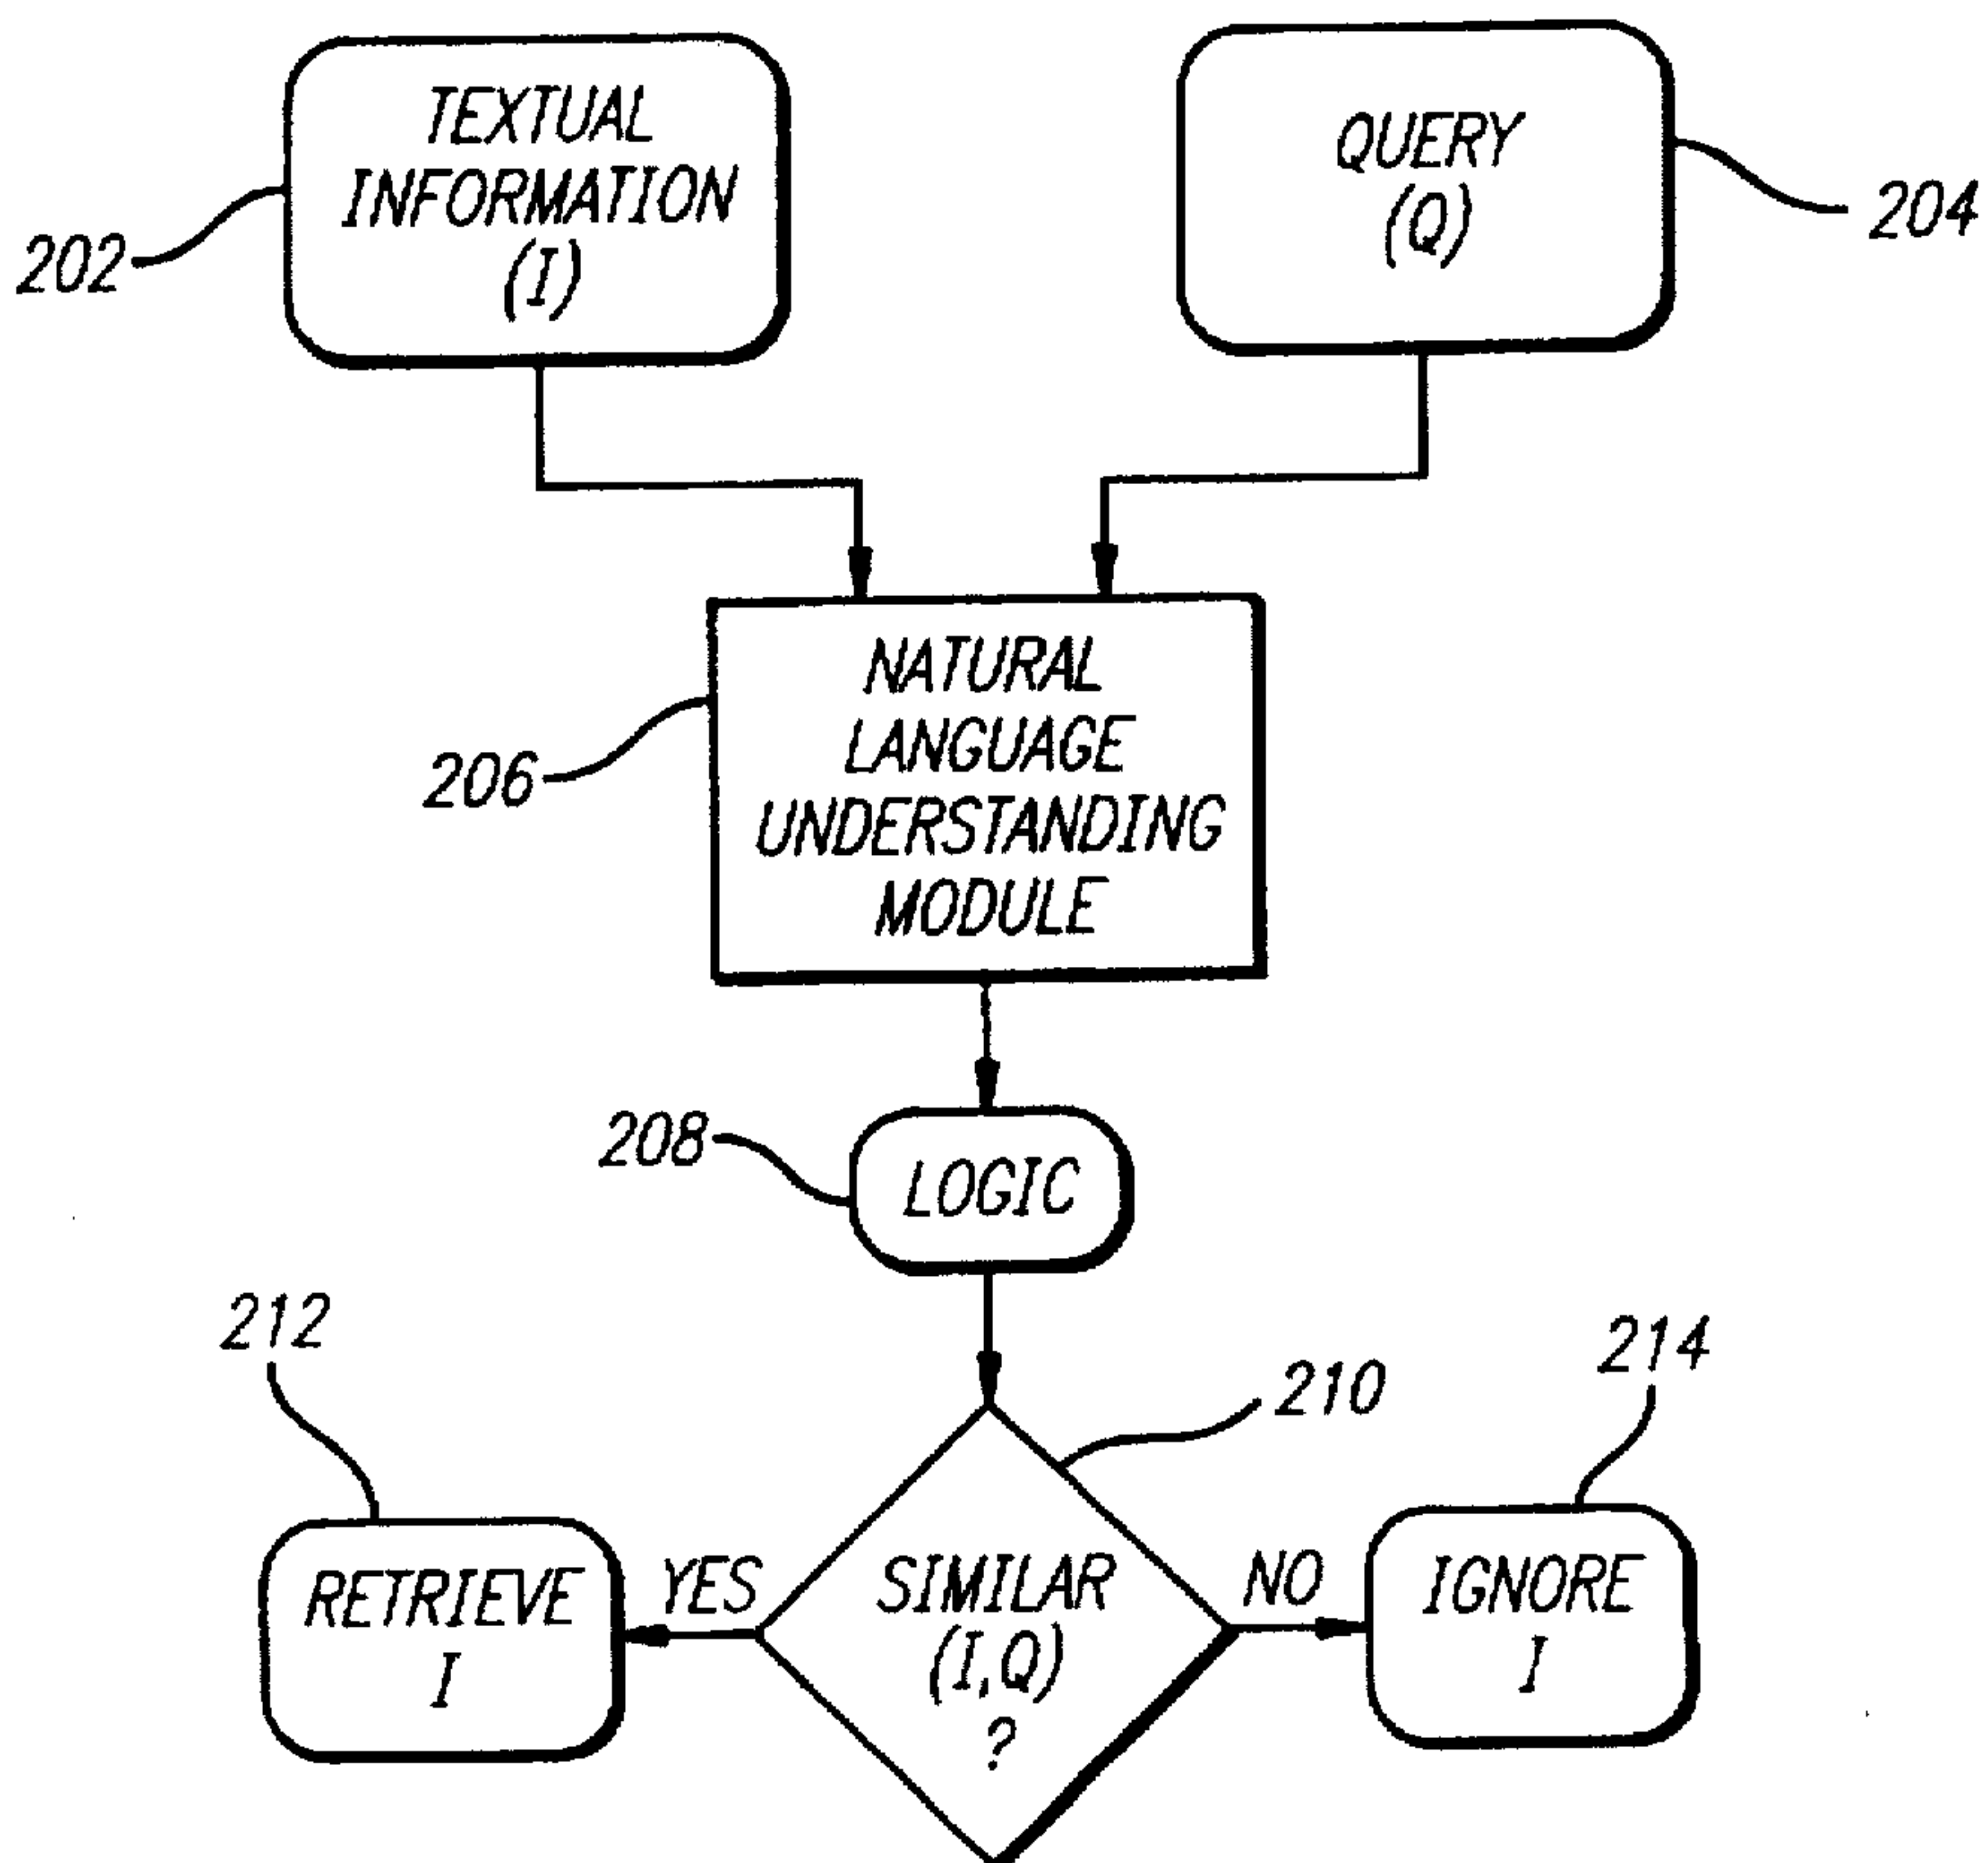 TEXTUAL
INFORMATION
(I)
202
QUERY
(Q)
204
NATURAL
LANGUAGE
UNDERSTANDING
MODULE
206
208
LOGIC
212
210
214
RETRIEVE
I
YES
SIMILAR
(I,Q)
?
NO
IGNORE
I